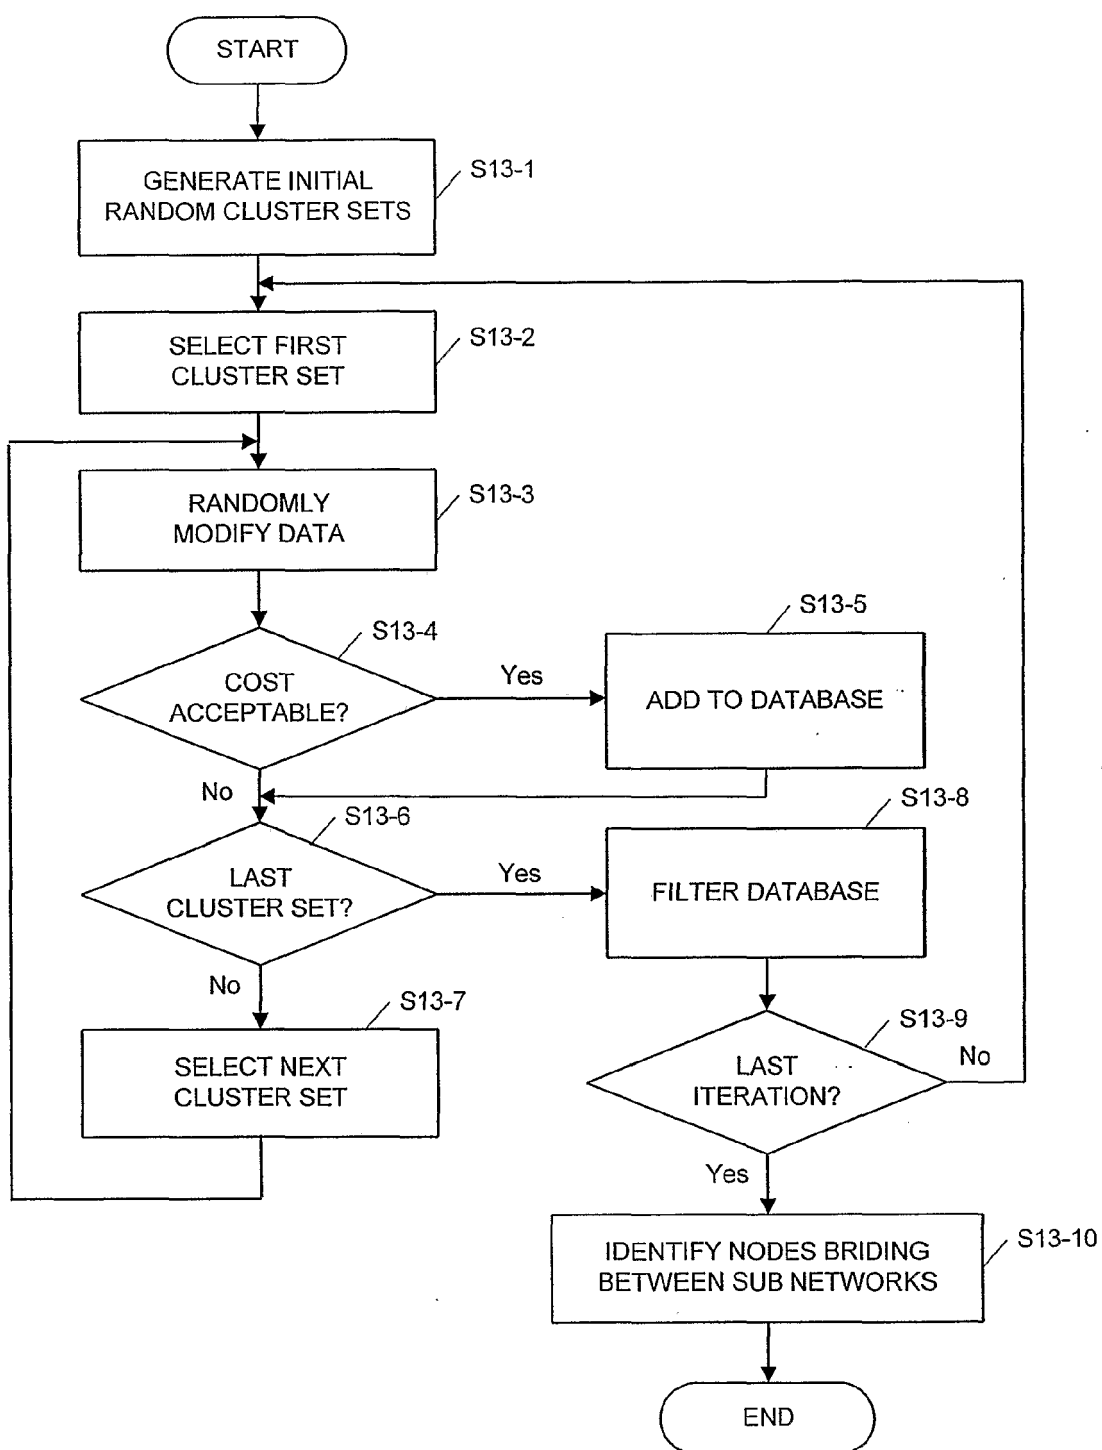 START
GENERATE INITIAL
RANDOM CLUSTER SETS
S13-1
SELECT FIRST
CLUSTER SET
S13-2
RANDOMLY
MODIFY DATA
S13-3
COST
ACCEPTABLE?
S13-4
Yes
ADD TO DATABASE
S13-5
No
LAST
CLUSTER SET?
S13-6
Yes
FILTER DATABASE
S13-8
No
SELECT NEXT
CLUSTER SET
S13-7
LAST
ITERATION?
S13-9
No
Yes
IDENTIFY NODES BRIDING
BETWEEN SUB NETWORKS
S13-10
END